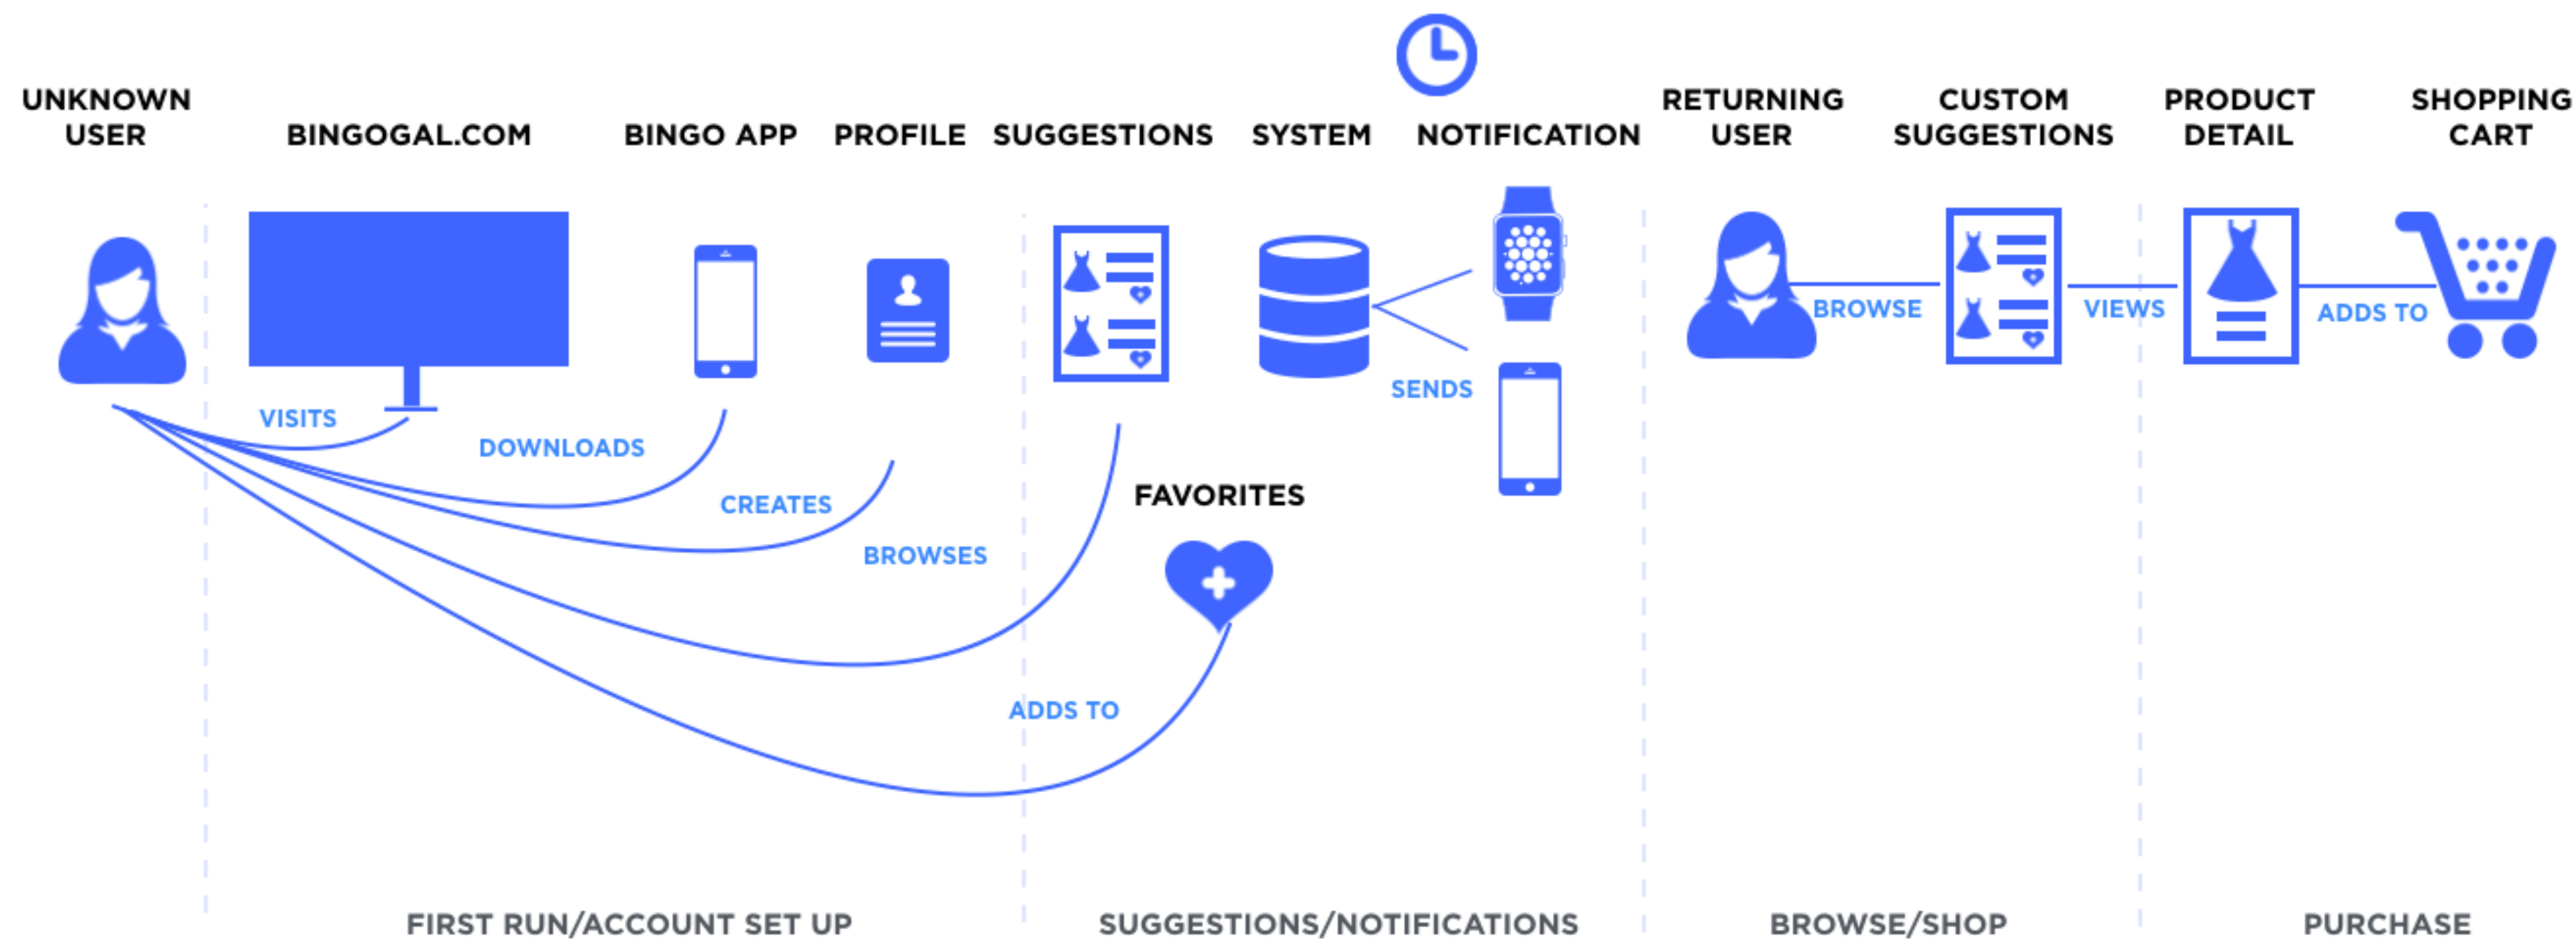 UNKNOWN
USER
BINGOGAL.COM
BINGO APP
PROFILE
SUGGESTIONS
SYSTEM
NOTIFICATION
RETURNING
USER
CUSTOM
SUGGESTIONS
PRODUCT
DETAIL
SHOPPING
CART
VISITS
DOWNLOADS
CREATES
BROWSES
ADDS TO
FAVORITES
SENDS
BROWSE
VIEWS
ADDS TO
FIRST RUN/ACCOUNT SET UP
SUGGESTIONS/NOTIFICATIONS
BROWSE/SHOP
PURCHASE